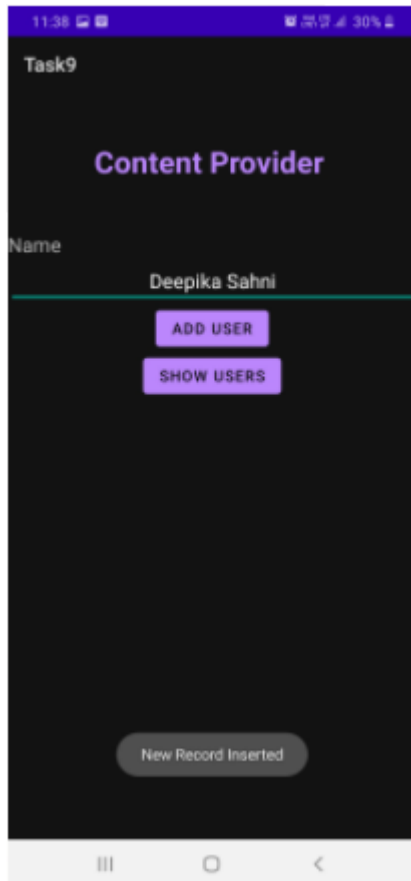 11:38 30%
Task9
Content Provider
Name
Deepika Sahni
ADD USER
SHOW USERS
New Record Inserted